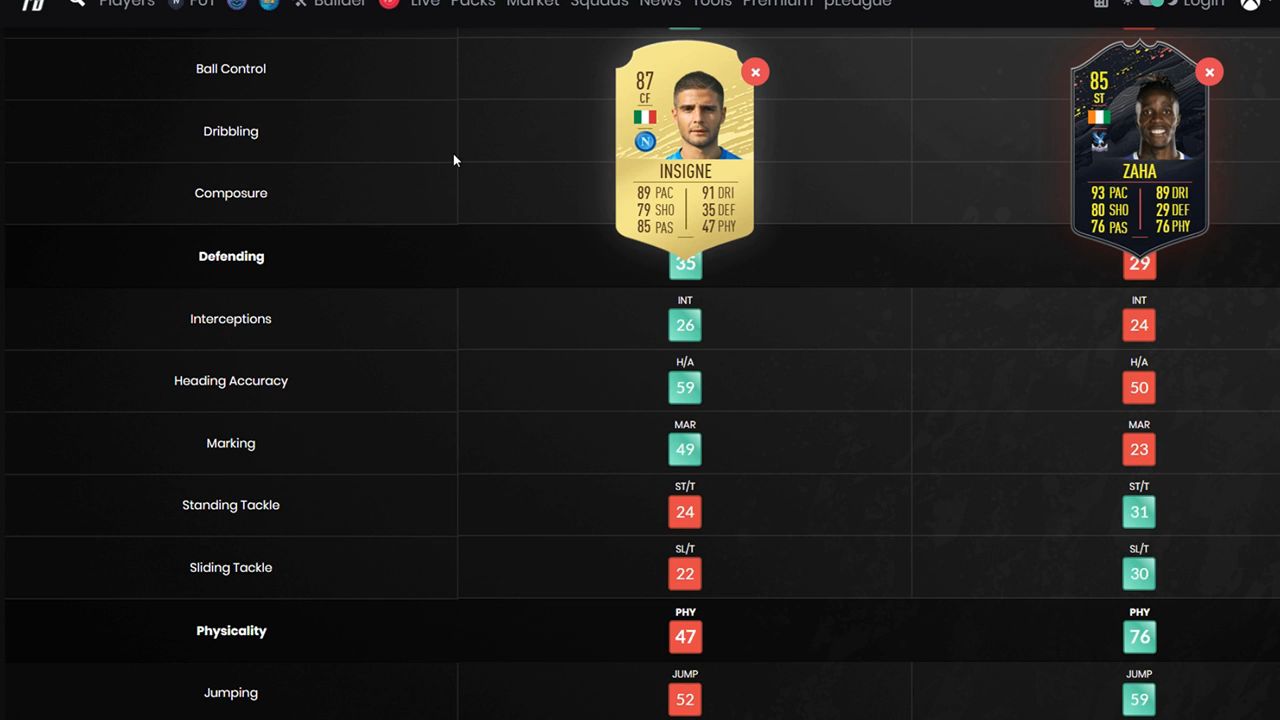 Players FUT Builder Live Packs Market Squads News Tools Premium pLeague Login
Ball Control
Dribbling
Composure
87
CF
N
INSIGNE
89 PAC 91 DRI
79 SHO 35 DEF
85 PAS 47 PHY
85
ST
ZAHA
93 PAC 89 DRI
80 SHO 29 DEF
76 PAS 76 PHY
Defending 35 29
INT INT
Interceptions 26 24
H/A H/A
Heading Accuracy 59 50
MAR MAR
Marking 49 23
ST/T ST/T
Standing Tackle 24 31
SL/T SL/T
Sliding Tackle 22 30
PHY PHY
Physicality 47 76
JUMP JUMP
Jumping 52 59